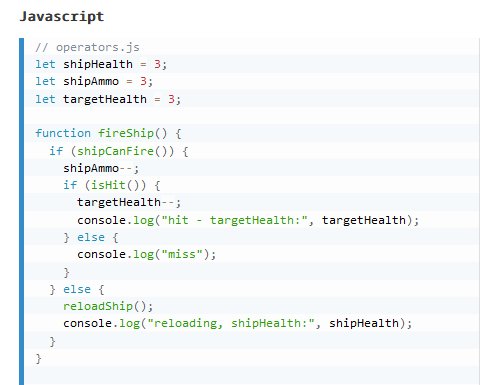 Javascript
// operators.js
let shipHealth = 3;
let shipAmmo = 3;
let targetHealth = 3;

function fireShip() {
  if (shipCanFire()) {
    shipAmmo--;
    if (isHit()) {
      targetHealth--;
      console.log("hit - targetHealth:", targetHealth);
    } else {
      console.log("miss");
    }
  } else {
    reloadShip();
    console.log("reloading, shipHealth:", shipHealth);
  }
}